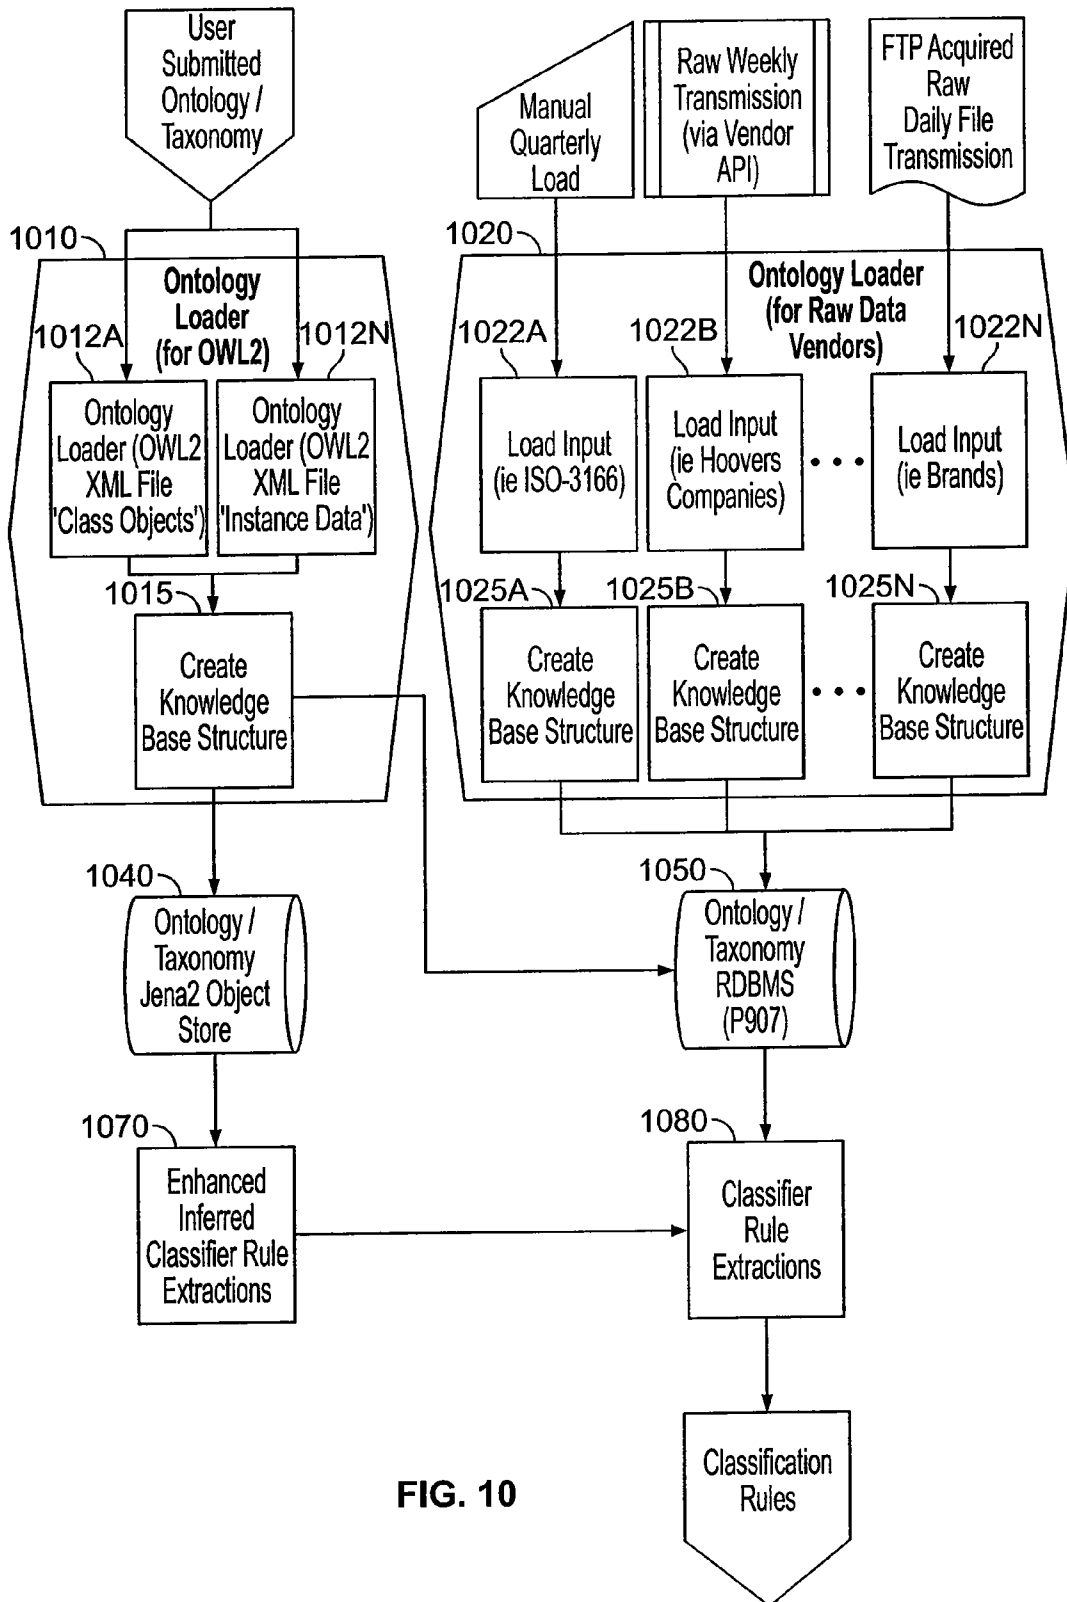 User
Submitted
Ontology /
Taxonomy
Manual
Quarterly
Load
Raw Weekly
Transmission
(via Vendor
API)
FTP Acquired
Raw
Daily File
Transmission
1010
Ontology
Loader
(for OWL2)
1012A
1012N
Ontology
Loader (OWL2
XML File
'Class Objects')
Ontology
Loader (OWL2
XML File
'Instance Data')
1015
Create
Knowledge
Base Structure
1020
Ontology Loader
(for Raw Data
Vendors)
1022A
1022B
1022N
Load Input
(ie ISO-3166)
Load Input
(ie Hoovers
Companies)
Load Input
(ie Brands)
1025A
1025B
1025N
Create
Knowledge
Base Structure
Create
Knowledge
Base Structure
Create
Knowledge
Base Structure
1040
Ontology /
Taxonomy
Jena2 Object
Store
1050
Ontology /
Taxonomy
RDBMS
(P907)
1070
Enhanced
Inferred
Classifier Rule
Extractions
1080
Classifier
Rule
Extractions
Classification
Rules
FIG. 10